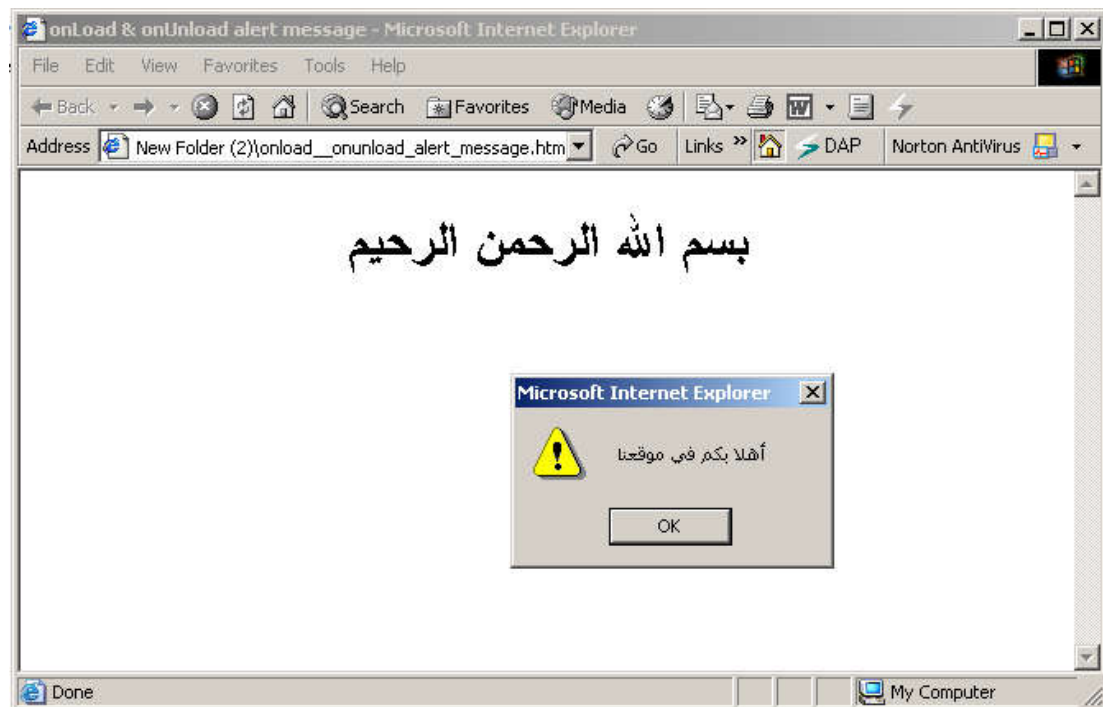 onLoad & onUnload alert message - Microsoft Internet Explorer
File Edit View Favorites Tools Help
Back Search Favorites Media
Address New Folder (2)\onload__onunload_alert_message.htm Go Links » DAP Norton AntiVirus
بسم الله الرحمن الرحيم
Microsoft Internet Explorer
أهلا بكم في موقعنا
OK
Done My Computer